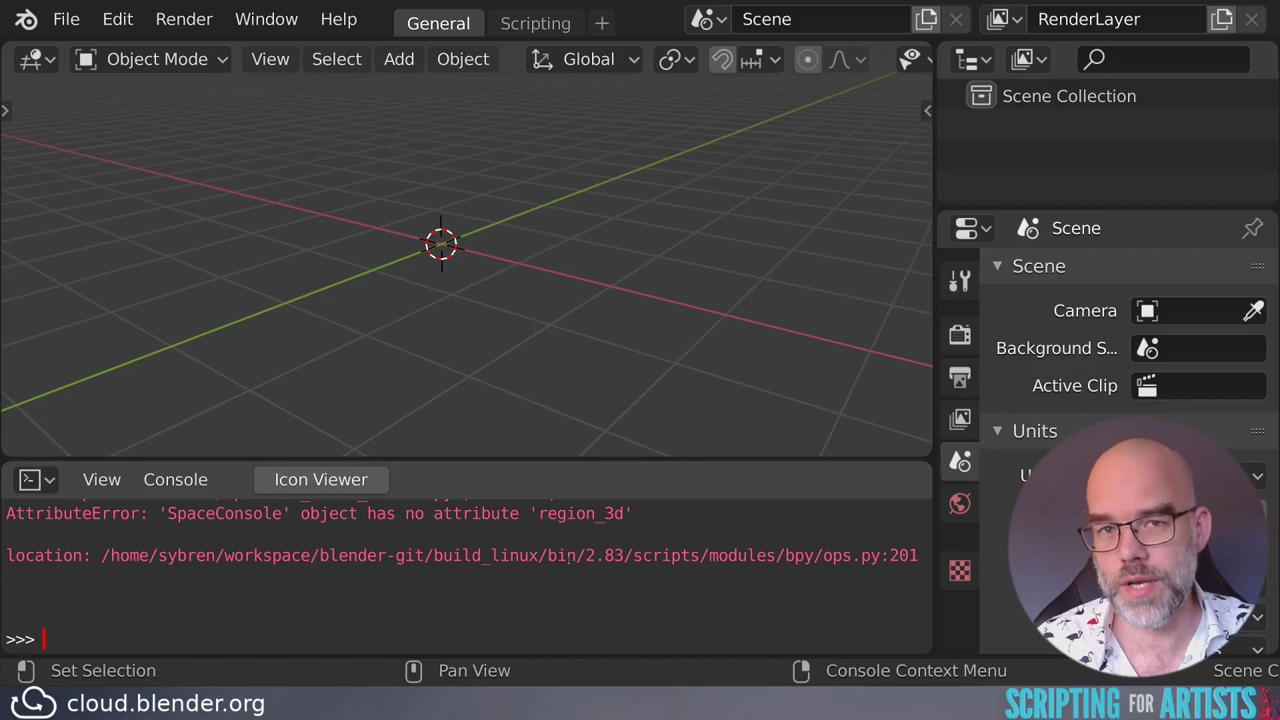 File Edit Render Window Help General Scripting + Scene RenderLayer
Object Mode View Select Add Object Global
Scene Collection
Scene
Scene
Camera
Background S...
Active Clip
Units
View Console Icon Viewer
AttributeError: 'SpaceConsole' object has no attribute 'region_3d'
location: /home/sybren/workspace/blender-git/build_linux/bin/2.83/scripts/modules/bpy/ops.py:201
>>>
Set Selection Pan View Console Context Menu Scene C
cloud.blender.org
SCRIPTING FOR ARTISTS